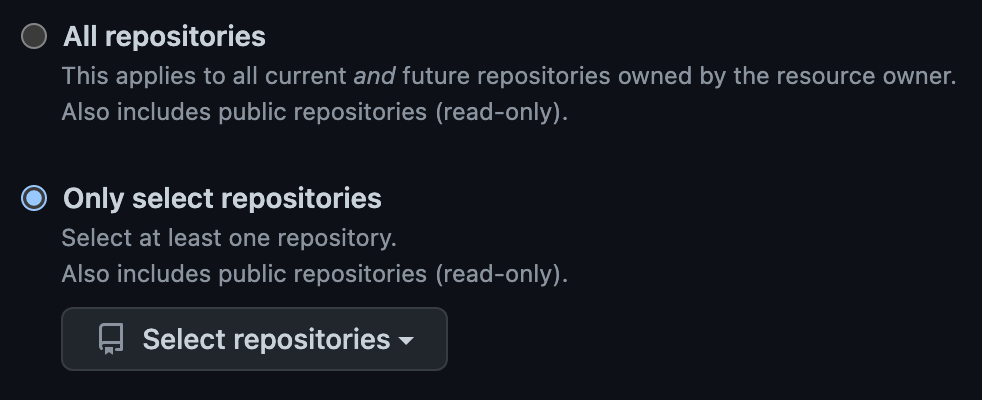 All repositories
This applies to all current and future repositories owned by the resource owner.
Also includes public repositories (read-only).
Only select repositories
Select at least one repository.
Also includes public repositories (read-only).
Select repositories